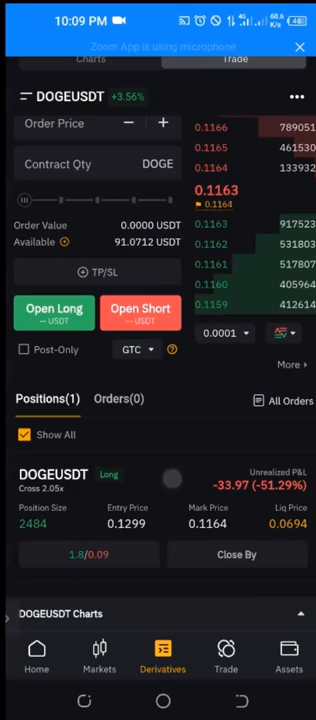 10:09 PM 4G 60.6 K/s 46
Zoom App is using microphone
Charts Trade
DOGEUSDT +3.56%
Order Price
Contract Qty DOGE
Order Value 0.0000 USDT
Available 91.0712 USDT
TP/SL
Open Long
-- USDT
Open Short
-- USDT
Post-Only GTC
0.1166 789051
0.1165 461530
0.1164 133932
0.1163
0.1164
0.1163 917523
0.1162 531803
0.1161 517807
0.1160 405964
0.1159 412614
0.0001
More
Positions(1) Orders(0) All Orders
Show All
DOGEUSDT Long
Cross 2.05x
Unrealized P&L
-33.97 (-51.29%)
Position Size Entry Price Mark Price Liq Price
2484 0.1299 0.1164 0.0694
1.8/0.09 Close By
DOGEUSDT Charts
Home Markets Derivatives Trade Assets